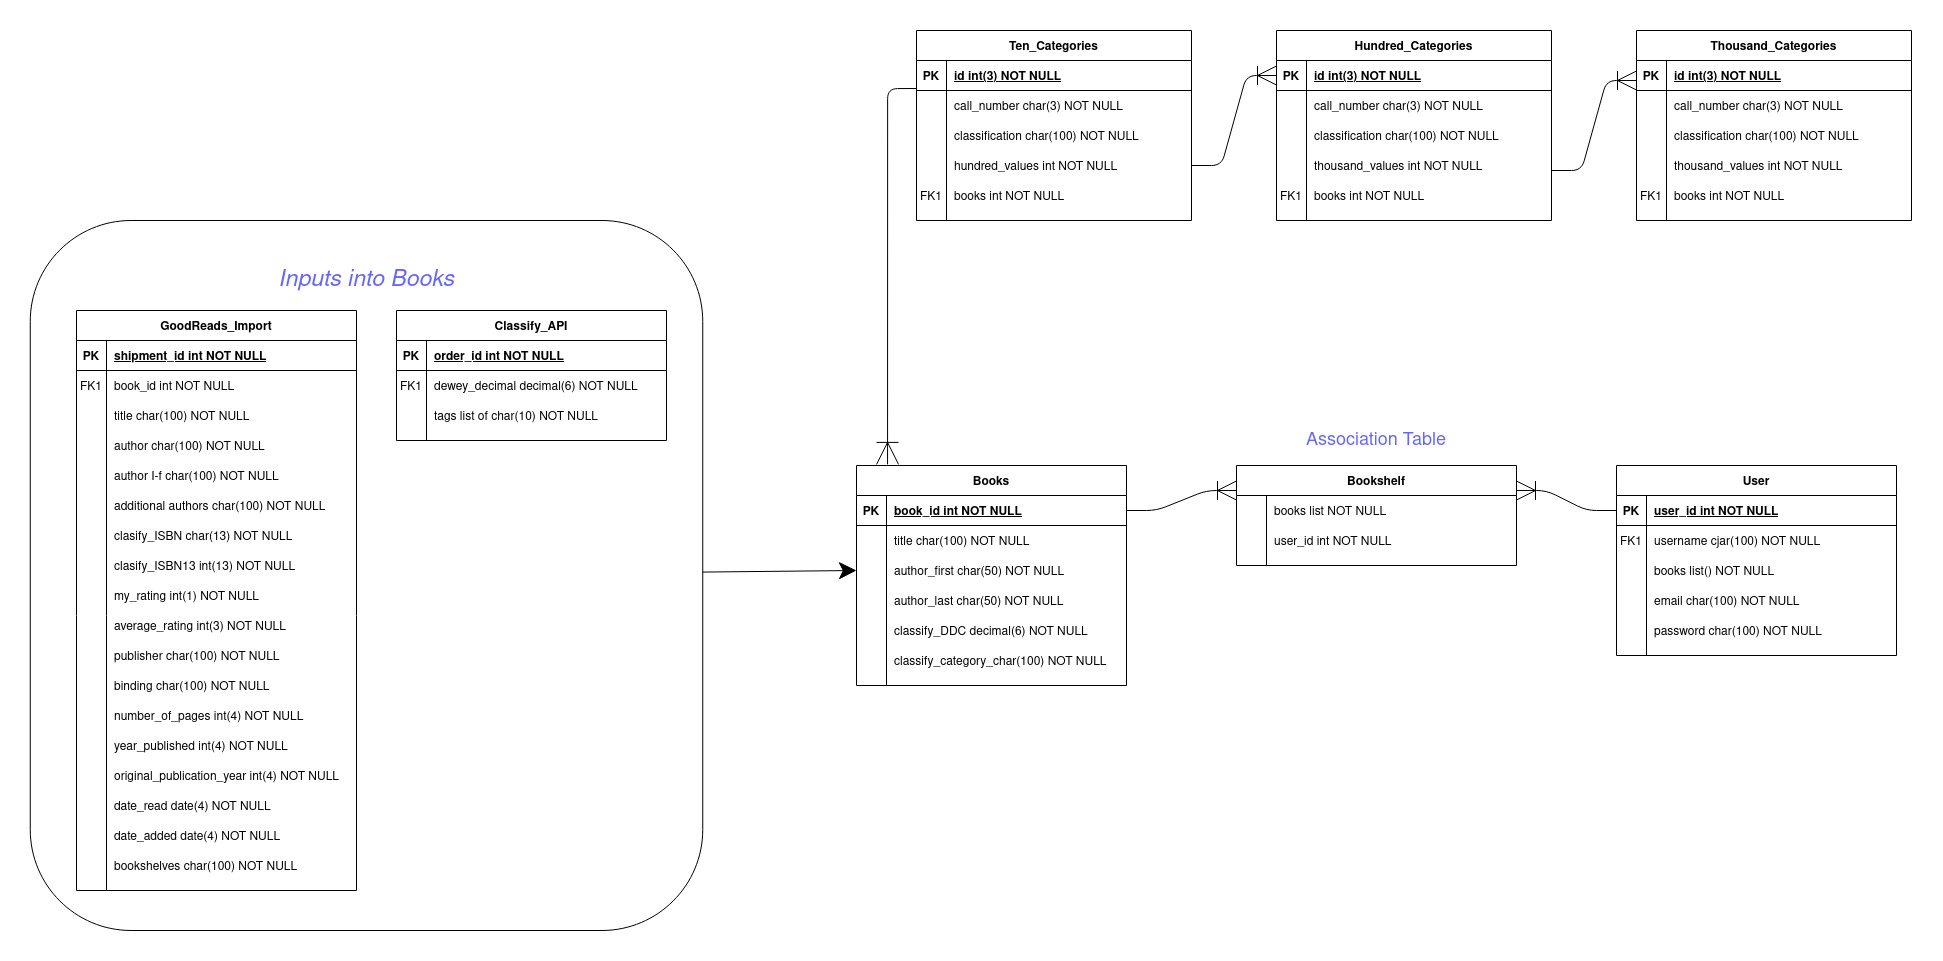 Ten_Categories
PK id int(3) NOT NULL
call_number char(3) NOT NULL
classification char(100) NOT NULL
hundred_values int NOT NULL
FK1 books int NOT NULL
Hundred_Categories
PK id int(3) NOT NULL
call_number char(3) NOT NULL
classification char(100) NOT NULL
thousand_values int NOT NULL
FK1 books int NOT NULL
Thousand_Categories
PK id int(3) NOT NULL
call_number char(3) NOT NULL
classification char(100) NOT NULL
thousand_values int NOT NULL
FK1 books int NOT NULL
Inputs into Books
GoodReads_Import
PK shipment_id int NOT NULL
FK1 book_id int NOT NULL
title char(100) NOT NULL
author char(100) NOT NULL
author l-f char(100) NOT NULL
additional authors char(100) NOT NULL
clasify_ISBN char(13) NOT NULL
clasify_ISBN13 int(13) NOT NULL
my_rating int(1) NOT NULL
average_rating int(3) NOT NULL
publisher char(100) NOT NULL
binding char(100) NOT NULL
number_of_pages int(4) NOT NULL
year_published int(4) NOT NULL
original_publication_year int(4) NOT NULL
date_read date(4) NOT NULL
date_added date(4) NOT NULL
bookshelves char(100) NOT NULL
Classify_API
PK order_id int NOT NULL
FK1 dewey_decimal decimal(6) NOT NULL
tags list of char(10) NOT NULL
Books
PK book_id int NOT NULL
title char(100) NOT NULL
author_first char(50) NOT NULL
author_last char(50) NOT NULL
classify_DDC decimal(6) NOT NULL
classify_category_char(100) NOT NULL
Association Table
Bookshelf
books list NOT NULL
user_id int NOT NULL
User
PK user_id int NOT NULL
FK1 username cjar(100) NOT NULL
books list() NOT NULL
email char(100) NOT NULL
password char(100) NOT NULL